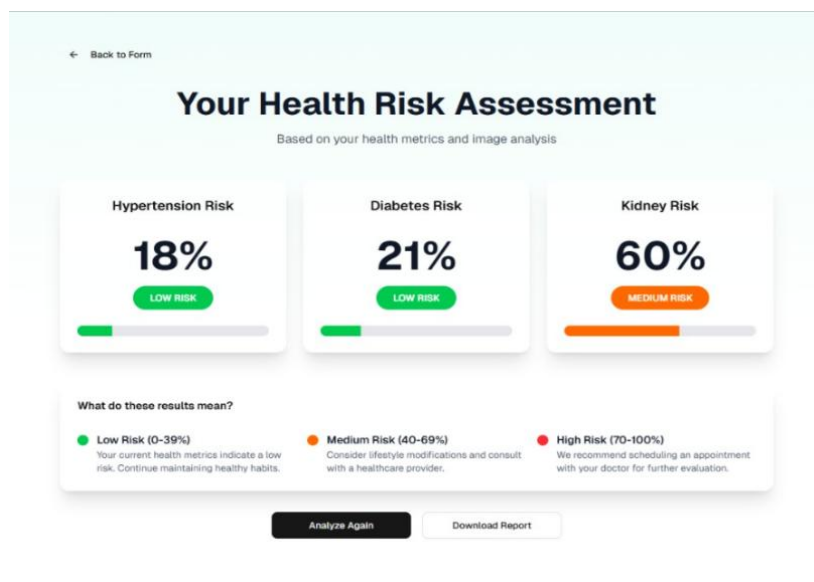 ← Back to Form
Your Health Risk Assessment
Based on your health metrics and image analysis
Hypertension Risk
18%
LOW RISK
Diabetes Risk
21%
LOW RISK
Kidney Risk
60%
MEDIUM RISK
What do these results mean?
Low Risk (0-39%)
Your current health metrics indicate a low
risk. Continue maintaining healthy habits.
Medium Risk (40-69%)
Consider lifestyle modifications and consult
with a healthcare provider.
High Risk (70-100%)
We recommend scheduling an appointment
with your doctor for further evaluation.
Analyze Again
Download Report